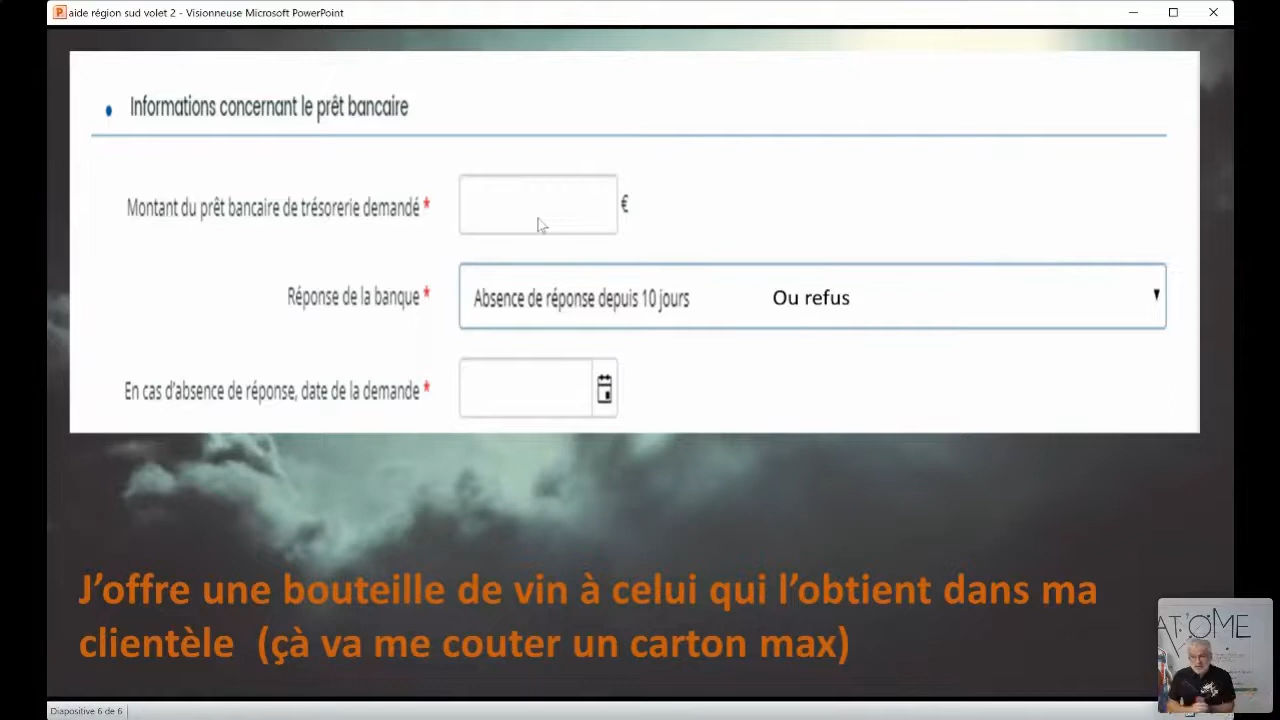 aide région sud volet 2 - Visionneuse Microsoft PowerPoint
Informations concernant le prêt bancaire
Montant du prêt bancaire de trésorerie demandé * €
Réponse de la banque * Absence de réponse depuis 10 jours Ou refus
En cas d'absence de réponse, date de la demande *
J’offre une bouteille de vin à celui qui l’obtient dans ma
clientèle (çà va me couter un carton max)
ATOME
Diapositive 6 de 6